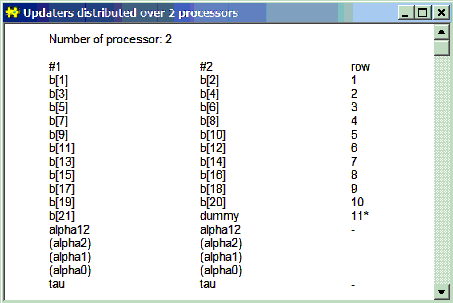 Updaters distributed over 2 processors
Number of processor: 2
#1 #2 row
b[1] b[2] 1
b[3] b[4] 2
b[5] b[6] 3
b[7] b[8] 4
b[9] b[10] 5
b[11] b[12] 6
b[13] b[14] 7
b[15] b[16] 8
b[17] b[18] 9
b[19] b[20] 10
b[21] dummy 11*
alpha12 alpha12 -
(alpha2) (alpha2)
(alpha1) (alpha1)
(alpha0) (alpha0)
tau tau -